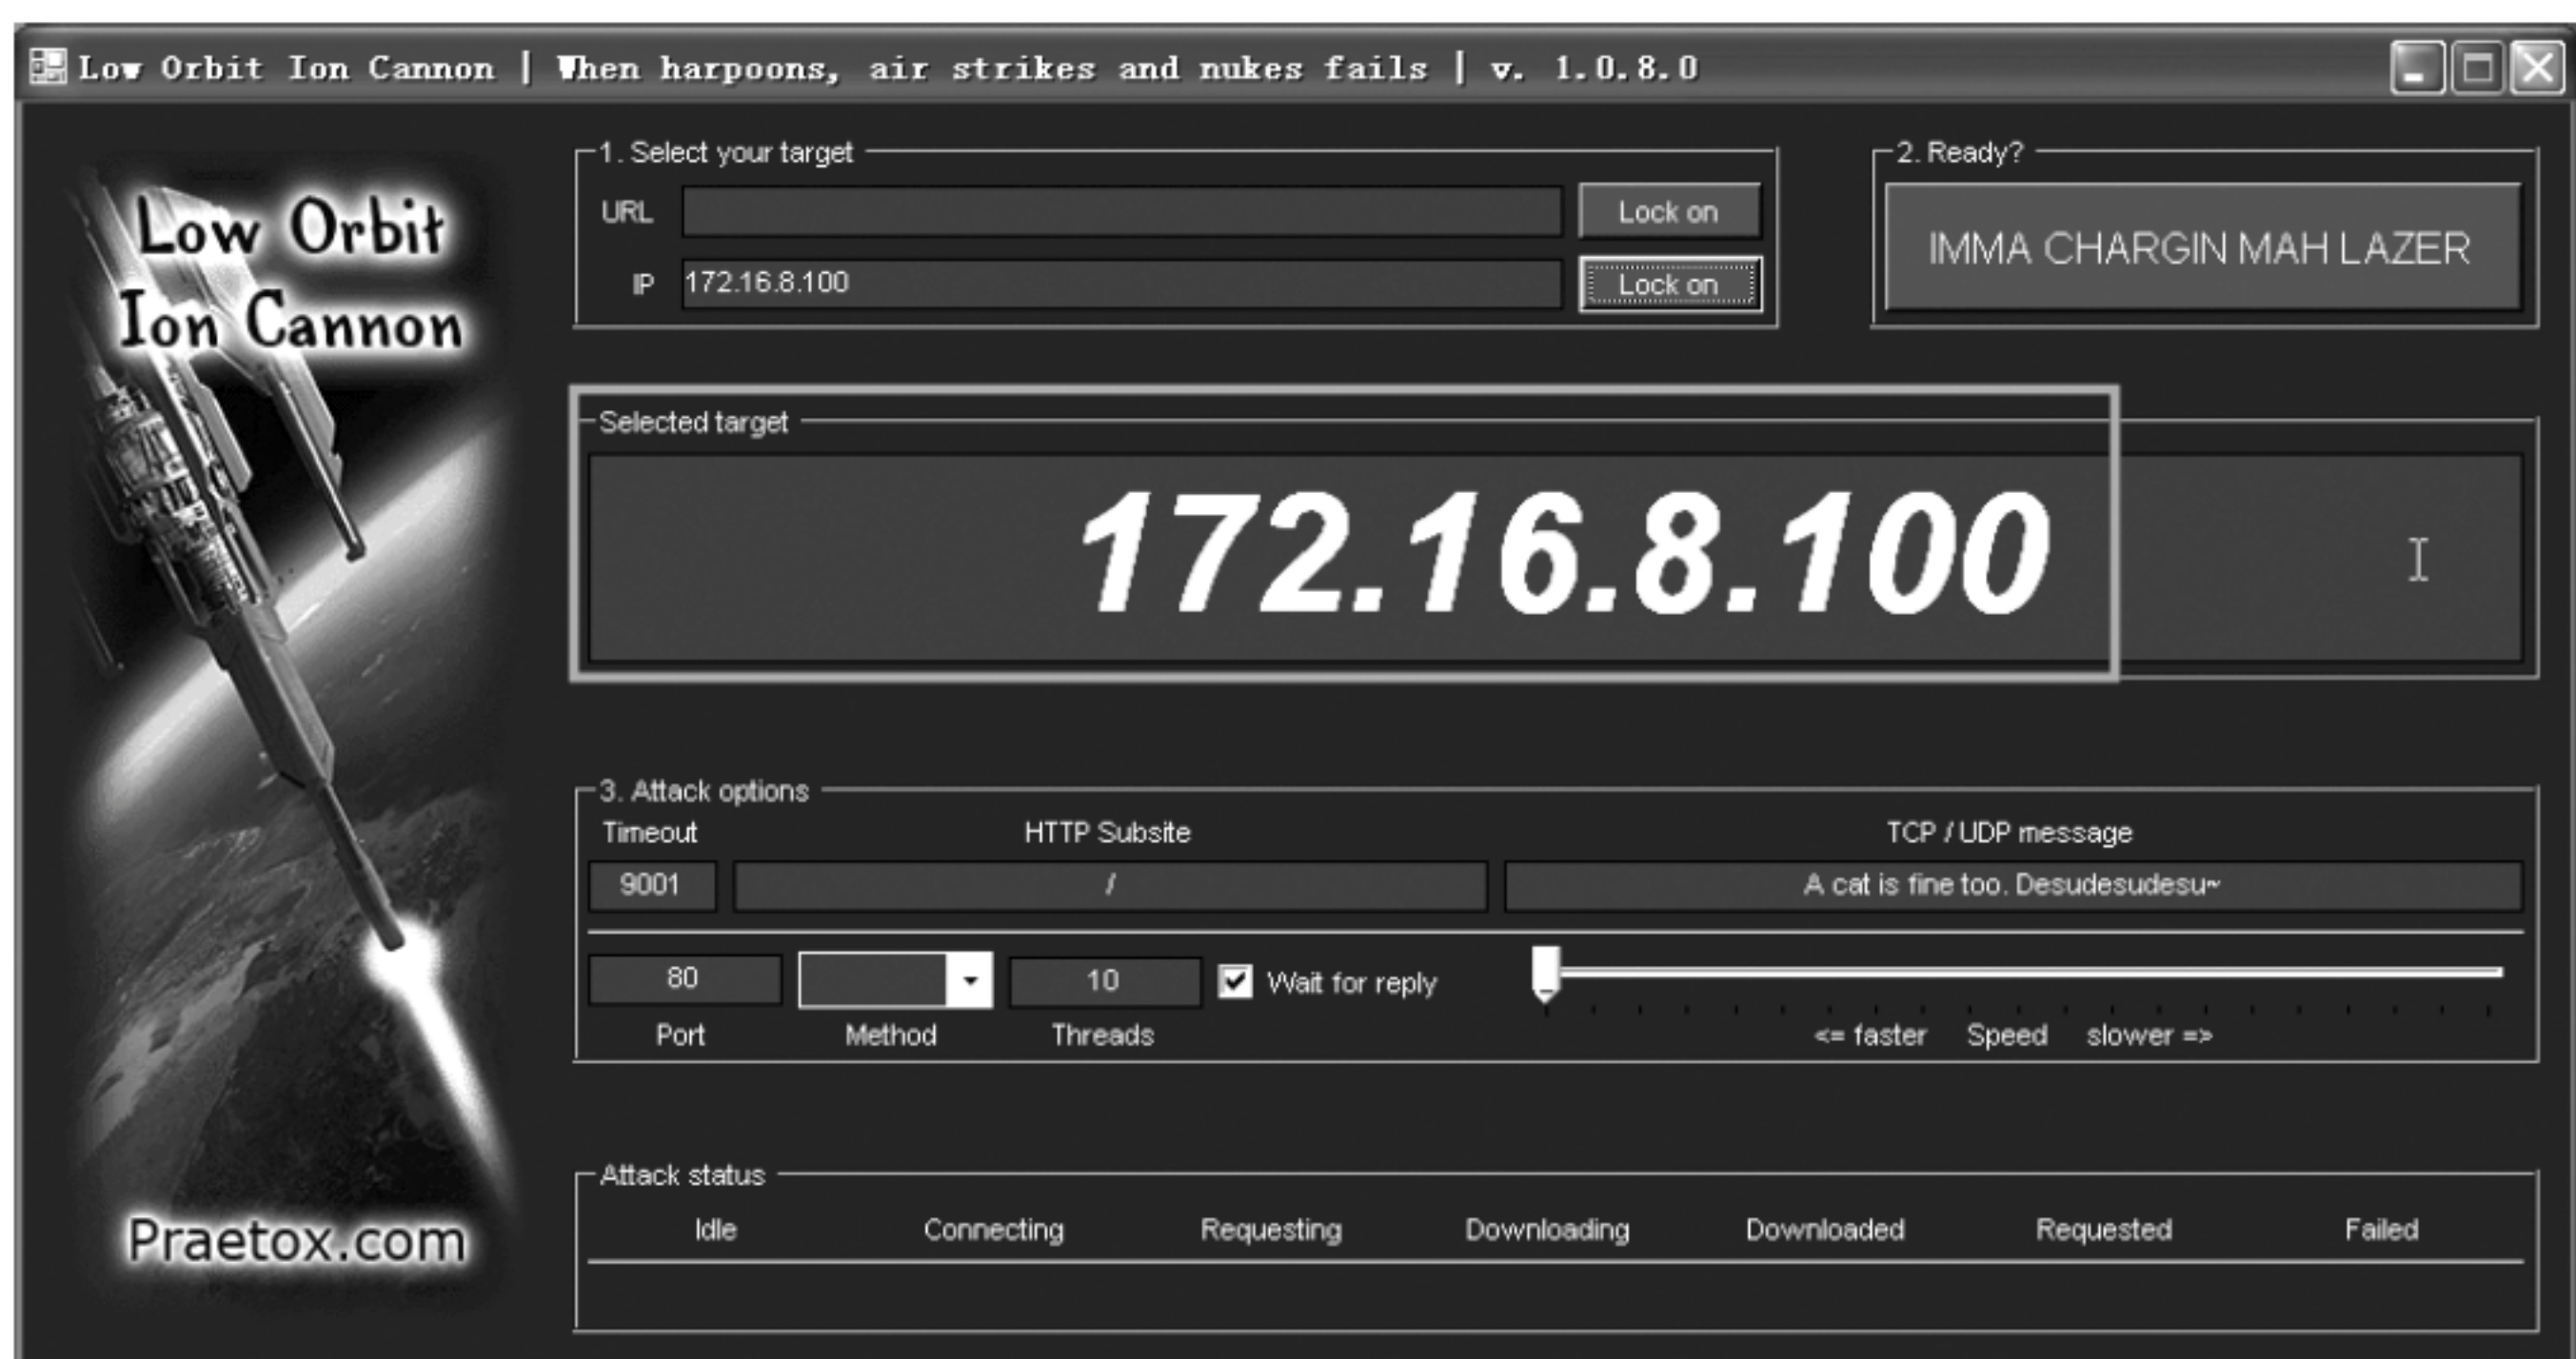 Low Orbit Ion Cannon | When harpoons, air strikes and nukes fails | v. 1.0.8.0
Low Orbit
Ion Cannon
Praetox.com
1. Select your target
URL
Lock on
IP
172.16.8.100
Lock on
2. Ready?
IMMA CHARGIN MAH LAZER
Selected target
172.16.8.100
3. Attack options
Timeout HTTP Subsite TCP / UDP message
9001 / A cat is fine too. Desudesudesu~
80 10 Wait for reply
Port Method Threads <= faster Speed slower =>
Attack status
Idle Connecting Requesting Downloading Downloaded Requested Failed